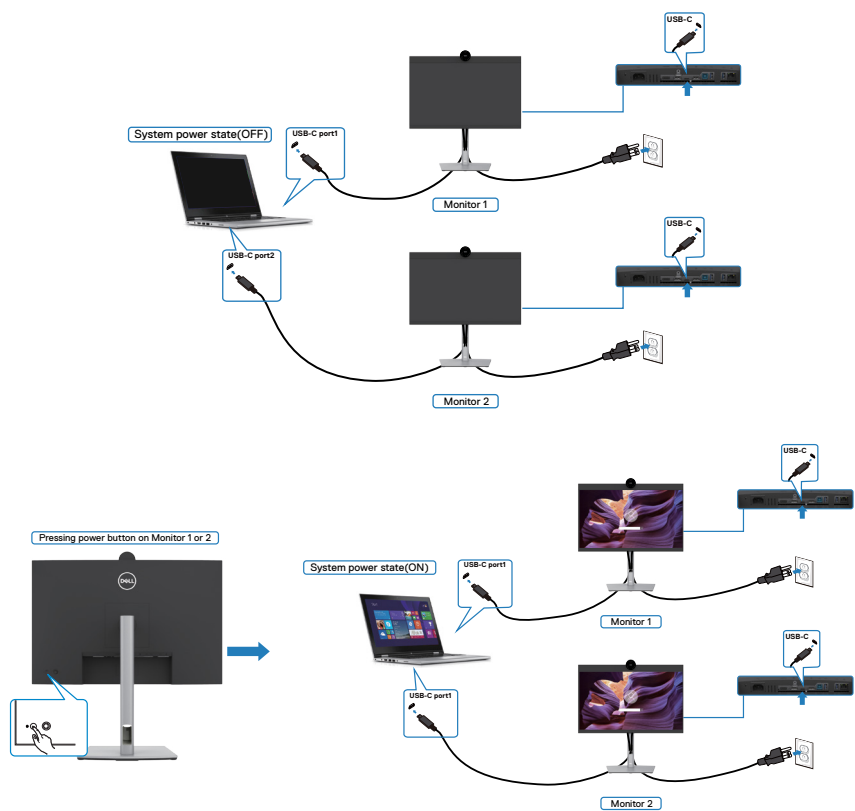 USB-C
System power state(OFF)
USB-C port1
Monitor 1
USB-C
USB-C port2
Monitor 2
USB-C
Pressing power button on Monitor 1 or 2
DELL
System power state(ON)
USB-C port1
Monitor 1
USB-C
USB-C port1
Monitor 2